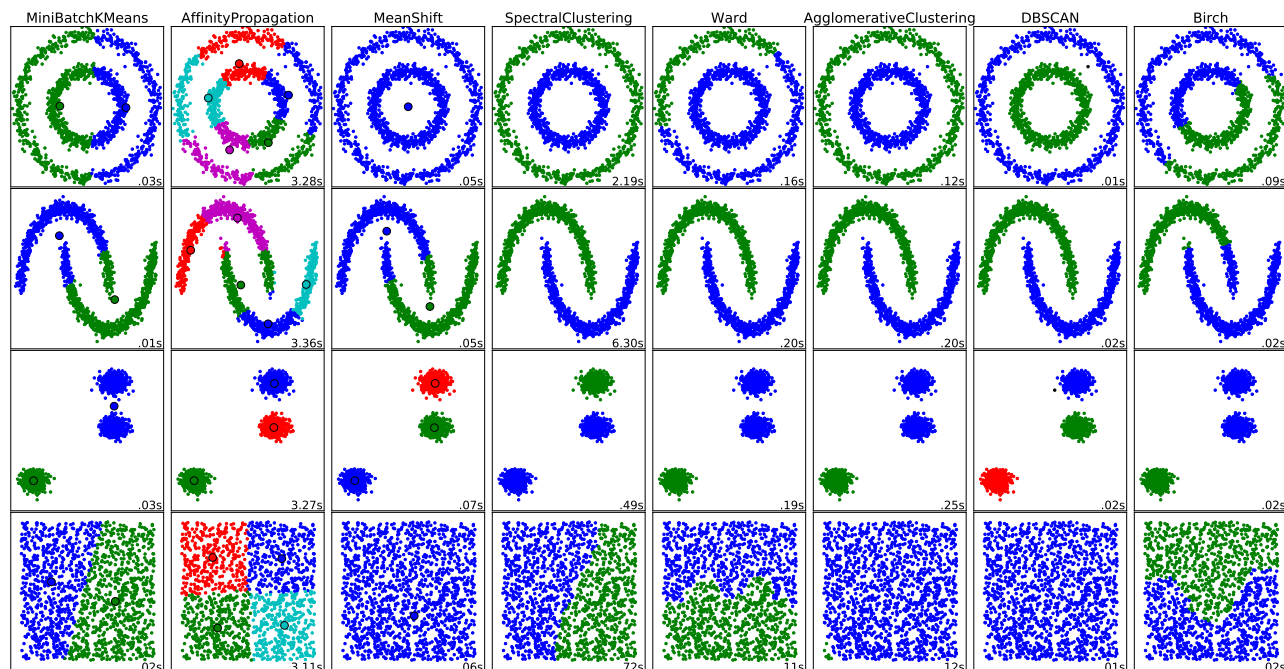 MiniBatchKMeans AffinityPropagation MeanShift SpectralClustering Ward AgglomerativeClustering DBSCAN Birch
.03s 3.28s .05s 2.19s .16s .12s .01s .09s
.01s 3.36s .05s 6.30s .20s .20s .02s .02s
.03s 3.27s .07s .49s .19s .25s .02s .02s
.02s 3.11s .06s .72s .11s .12s .01s .02s